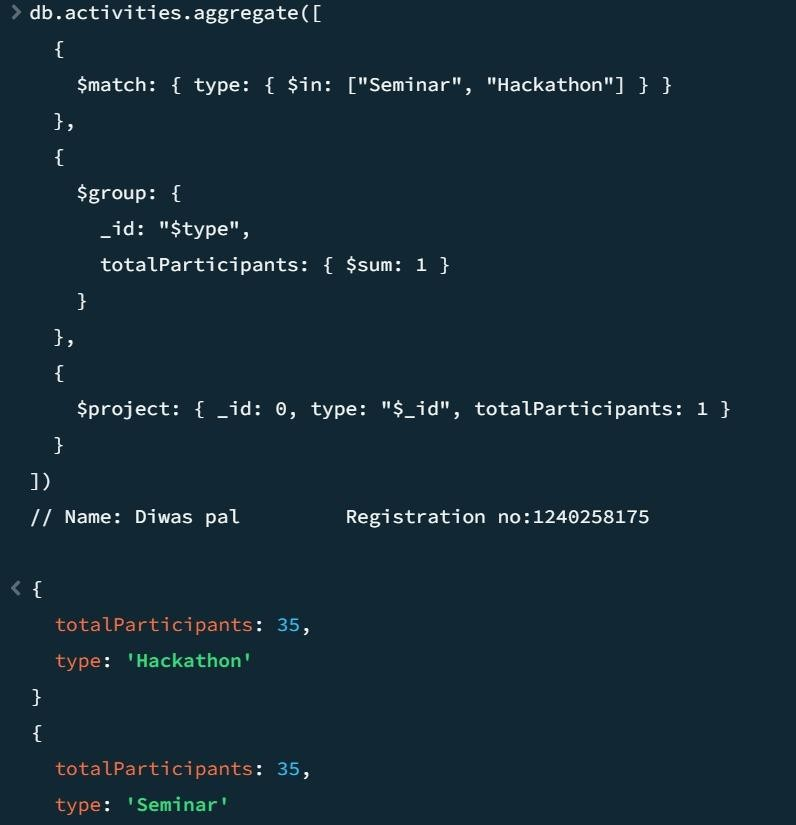 db.activities.aggregate([
{
$match: { type: { $in: ["Seminar", "Hackathon"] } }
},
{
$group: {
_id: "$type",
totalParticipants: { $sum: 1 }
}
},
{
$project: { _id: 0, type: "$_id", totalParticipants: 1 }
}
])
// Name: Diwas pal Registration no:1240258175
{
totalParticipants: 35,
type: 'Hackathon'
}
{
totalParticipants: 35,
type: 'Seminar'